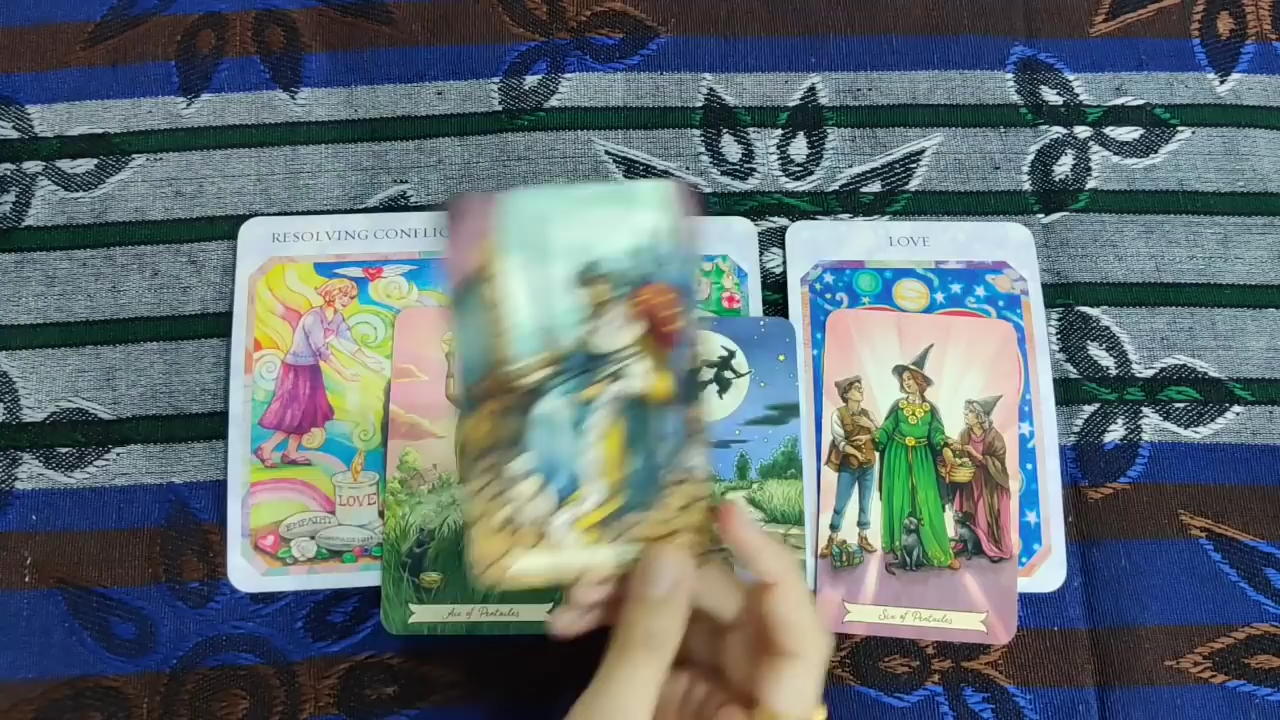 RESOLVING CONFLIC
LOVE
LOVE
EMPATHY
Ace of Pentacles
Six of Pentacles